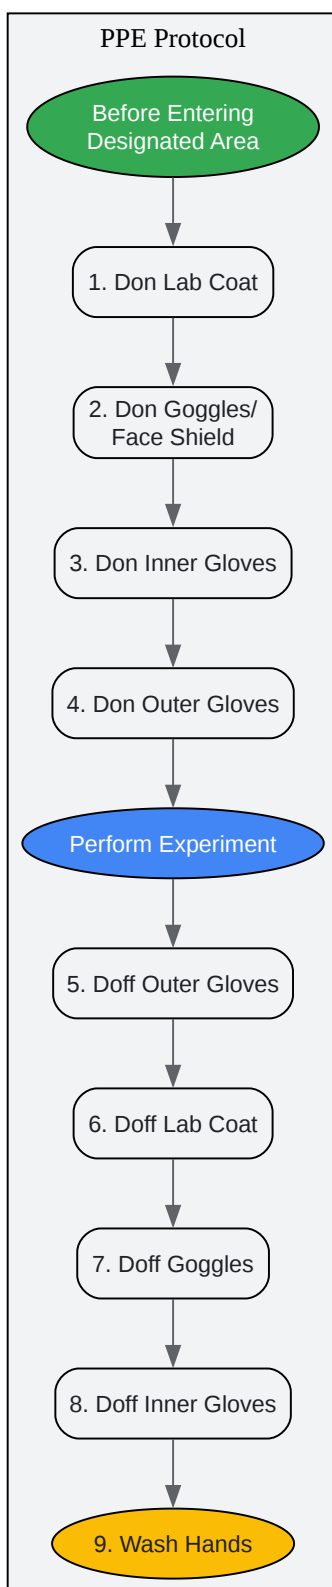 PPE Protocol
Before Entering
Designated Area
1. Don Lab Coat
2. Don Goggles/
Face Shield
3. Don Inner Gloves
4. Don Outer Gloves
Perform Experiment
5. Doff Outer Gloves
6. Doff Lab Coat
7. Doff Goggles
8. Doff Inner Gloves
9. Wash Hands